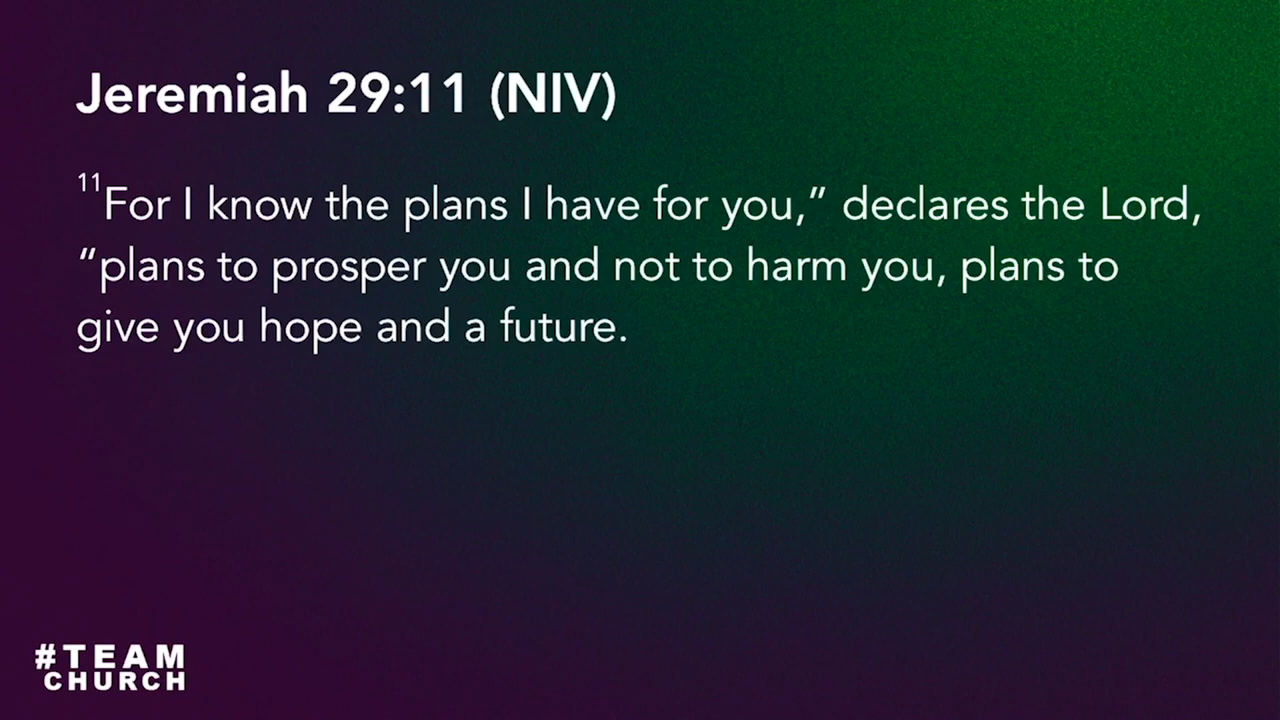 Jeremiah 29:11 (NIV)
11For I know the plans I have for you,” declares the Lord,
“plans to prosper you and not to harm you, plans to
give you hope and a future.
#TEAM
CHURCH